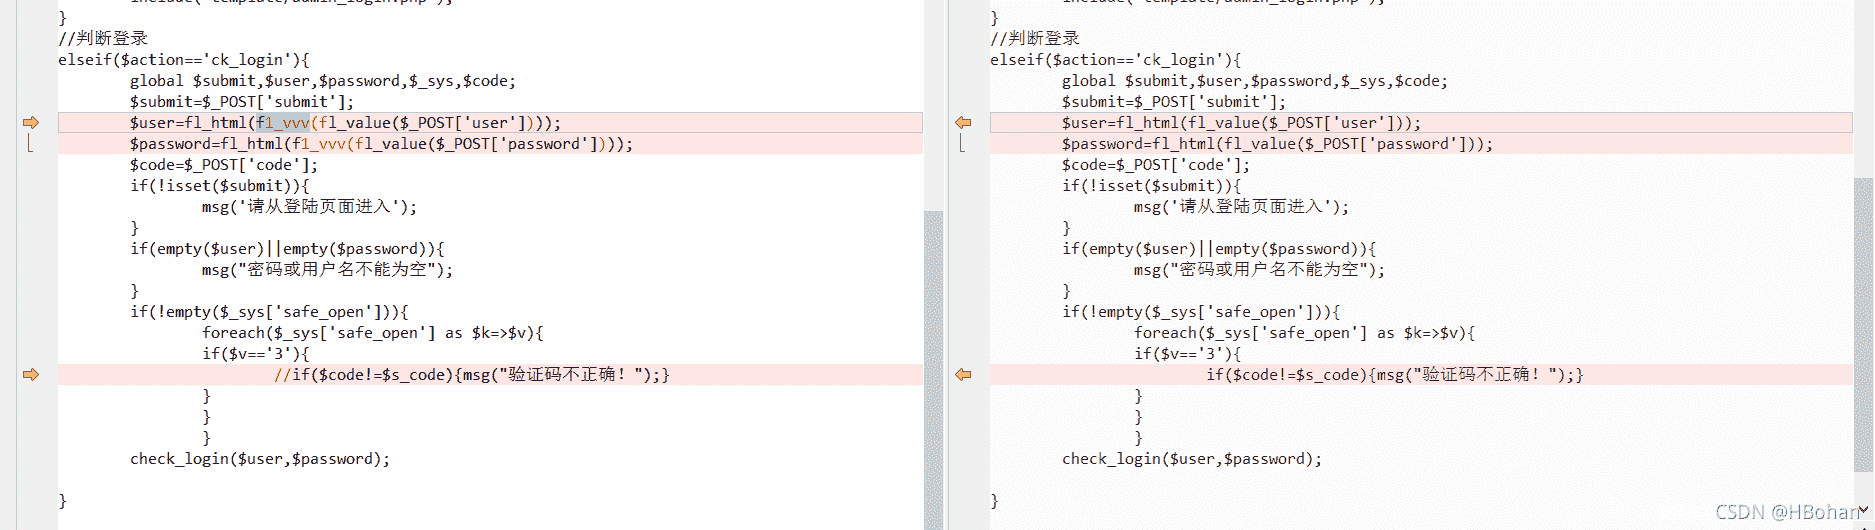 }
//判断登录
elseif($action=='ck_login'){
global $submit,$user,$password,$_sys,$code;
$submit=$_POST['submit'];
$user=fl_html(f1_vvv(fl_value($_POST['user'])));
$password=fl_html(f1_vvv(fl_value($_POST['password'])));
$code=$_POST['code'];
if(!isset($submit)){
msg('请从登陆页面进入');
}
if(empty($user)||empty($password)){
msg("密码或用户名不能为空");
}
if(!empty($_sys['safe_open'])){
foreach($_sys['safe_open'] as $k=>$v){
if($v=='3'){
//if($code!=$s_code){msg("验证码不正确！");}
}
}
}
check_login($user,$password);
}
}
//判断登录
elseif($action=='ck_login'){
global $submit,$user,$password,$_sys,$code;
$submit=$_POST['submit'];
$user=fl_html(fl_value($_POST['user']));
$password=fl_html(fl_value($_POST['password']));
$code=$_POST['code'];
if(!isset($submit)){
msg('请从登陆页面进入');
}
if(empty($user)||empty($password)){
msg("密码或用户名不能为空");
}
if(!empty($_sys['safe_open'])){
foreach($_sys['safe_open'] as $k=>$v){
if($v=='3'){
if($code!=$s_code){msg("验证码不正确！");}
}
}
}
check_login($user,$password);
}
CSDN @HBohan